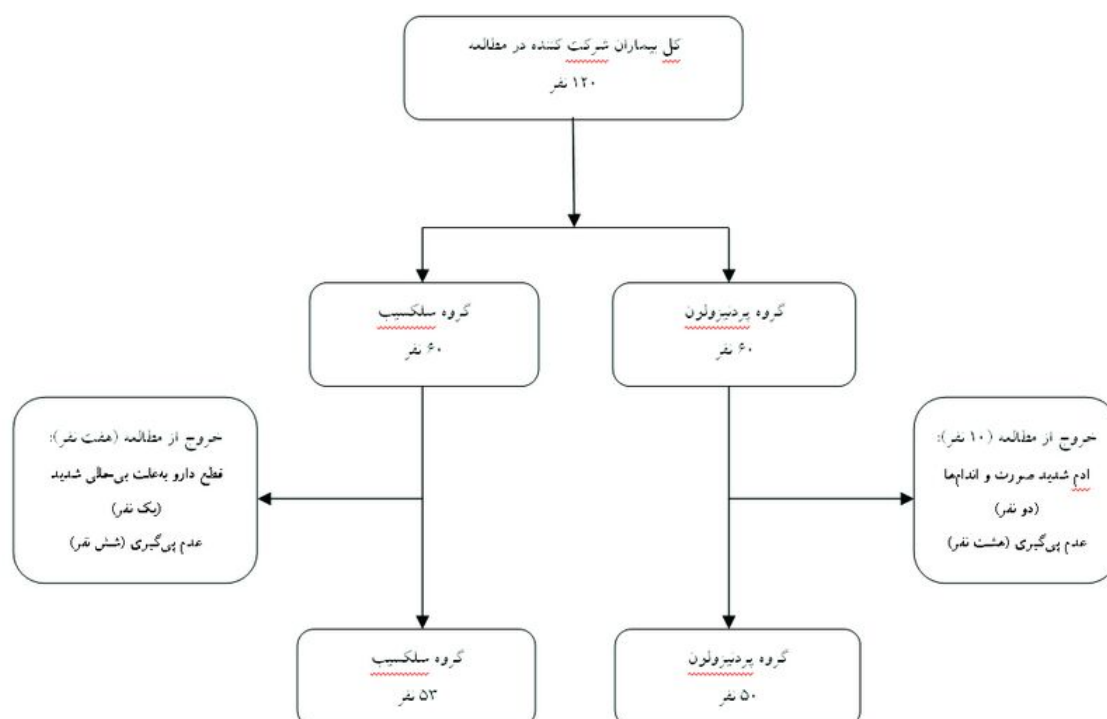 کل بیماران شرکت کننده در مطالعه
۱۲۰ نفر
گروه پردنیزولون
۶۰ نفر
گروه سلکسیب
۶۰ نفر
خروج از مطالعه (۱۰ نفر):
ادم شدید صورت و اندام‌ها
(دو نفر)
عدم پی‌گیری (هشت نفر)
خروج از مطالعه (هفت نفر):
قطع دارو به‌علت بی‌حالی شدید
(یک نفر)
عدم پی‌گیری (شش نفر)
گروه پردنیزولون
۵۰ نفر
گروه سلکسیب
۵۳ نفر